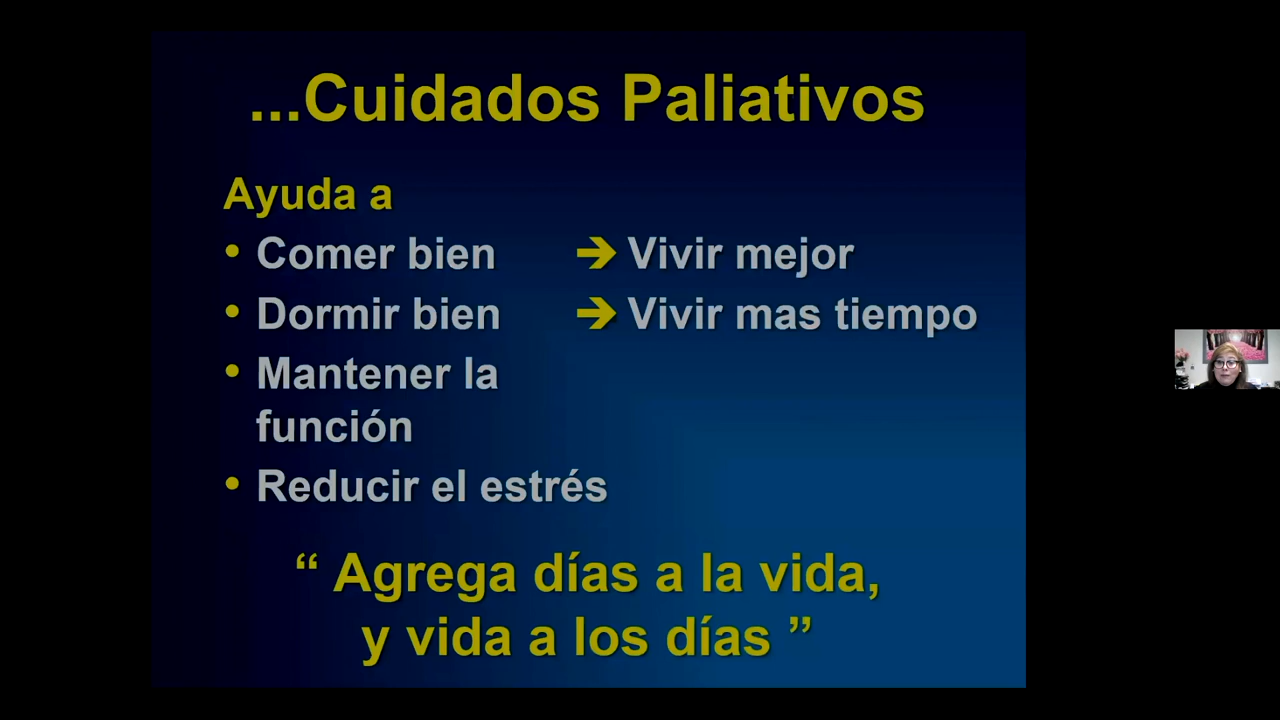 ...Cuidados Paliativos
Ayuda a
• Comer bien ➔ Vivir mejor
• Dormir bien ➔ Vivir mas tiempo
• Mantener la
función
• Reducir el estrés
“ Agrega días a la vida,
y vida a los días ”